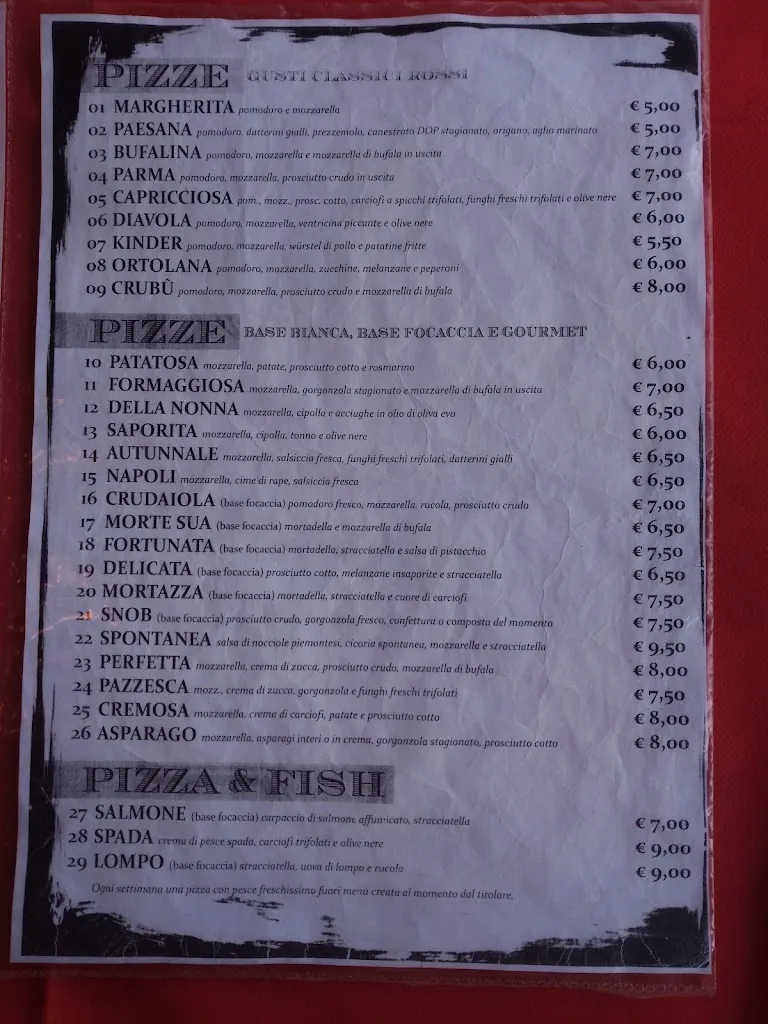 PIZZE GUSTI CLASSICI ROSSI
01 MARGHERITA pomodoro e mozzarella € 5,00
02 PAESANA pomodoro, datterini gialli, prezzemolo, canestrato DOP stagionato, origano, aglio marinato € 5,00
03 BUFALINA pomodoro, mozzarella e mozzarella di bufala in uscita € 7,00
04 PARMA pomodoro, mozzarella, prosciutto crudo in uscita € 7,00
05 CAPRICCIOSA pom., mozz., prosc. cotto, carciofi a spicchi trifolati, funghi freschi trifolati e olive nere € 7,00
06 DIAVOLA pomodoro, mozzarella, ventricina piccante e olive nere € 6,00
07 KINDER pomodoro, mozzarella, würstel di pollo e patatine fritte € 5,50
08 ORTOLANA pomodoro, mozzarella, zucchine, melanzane e peperoni € 6,00
09 CRUBÙ pomodoro, mozzarella, prosciutto crudo e mozzarella di bufala € 8,00
PIZZE BASE BIANCA, BASE FOCACCIA E GOURMET
10 PATATOSA mozzarella, patate, prosciutto cotto e rosmarino € 6,00
11 FORMAGGIOSA mozzarella, gorgonzola stagionato e mozzarella di bufala in uscita € 7,00
12 DELLA NONNA mozzarella, cipolla e acciughe in olio di oliva evo € 6,50
13 SAPORITA mozzarella, cipolla, tonno e olive nere € 6,00
14 AUTUNNALE mozzarella, salsiccia fresca, funghi freschi trifolati, datterini gialli € 6,50
15 NAPOLI mozzarella, cime di rape, salsiccia fresca € 6,50
16 CRUDAIOLA (base focaccia) pomodoro fresco, mozzarella, rucola, prosciutto crudo € 7,00
17 MORTE SUA (base focaccia) mortadella e mozzarella di bufala € 6,50
18 FORTUNATA (base focaccia) mortadella, stracciatella e salsa di pistacchio € 7,50
19 DELICATA (base focaccia) prosciutto cotto, melanzane insaporite e stracciatella € 6,50
20 MORTAZZA (base focaccia) mortadella, stracciatella e cuore di carciofi € 7,50
21 SNOB (base focaccia) prosciutto crudo, gorgonzola fresco, confettura o composta del momento € 7,50
22 SPONTANEA salsa di nocciole piemontesi, cicoria spontanea, mozzarella e stracciatella € 9,50
23 PERFETTA mozzarella, crema di zucca, prosciutto crudo, mozzarella di bufala € 8,00
24 PAZZESCA mozz., crema di zucca, gorgonzola e funghi freschi trifolati € 7,50
25 CREMOSA mozzarella, crema di carciofi, patate e prosciutto cotto € 8,00
26 ASPARAGO mozzarella, asparagi interi o in crema, gorgonzola stagionato, prosciutto cotto € 8,00
PIZZA & FISH
27 SALMONE (base focaccia) carpaccio di salmone affumicato, stracciatella € 7,00
28 SPADA crema di pesce spada, carciofi trifolati e olive nere € 9,00
29 LOMPO (base focaccia) stracciatella, uova di lompo e rucola € 9,00
Ogni settimana una pizza con pesce freschissimo fuori menù creata al momento dal titolare.